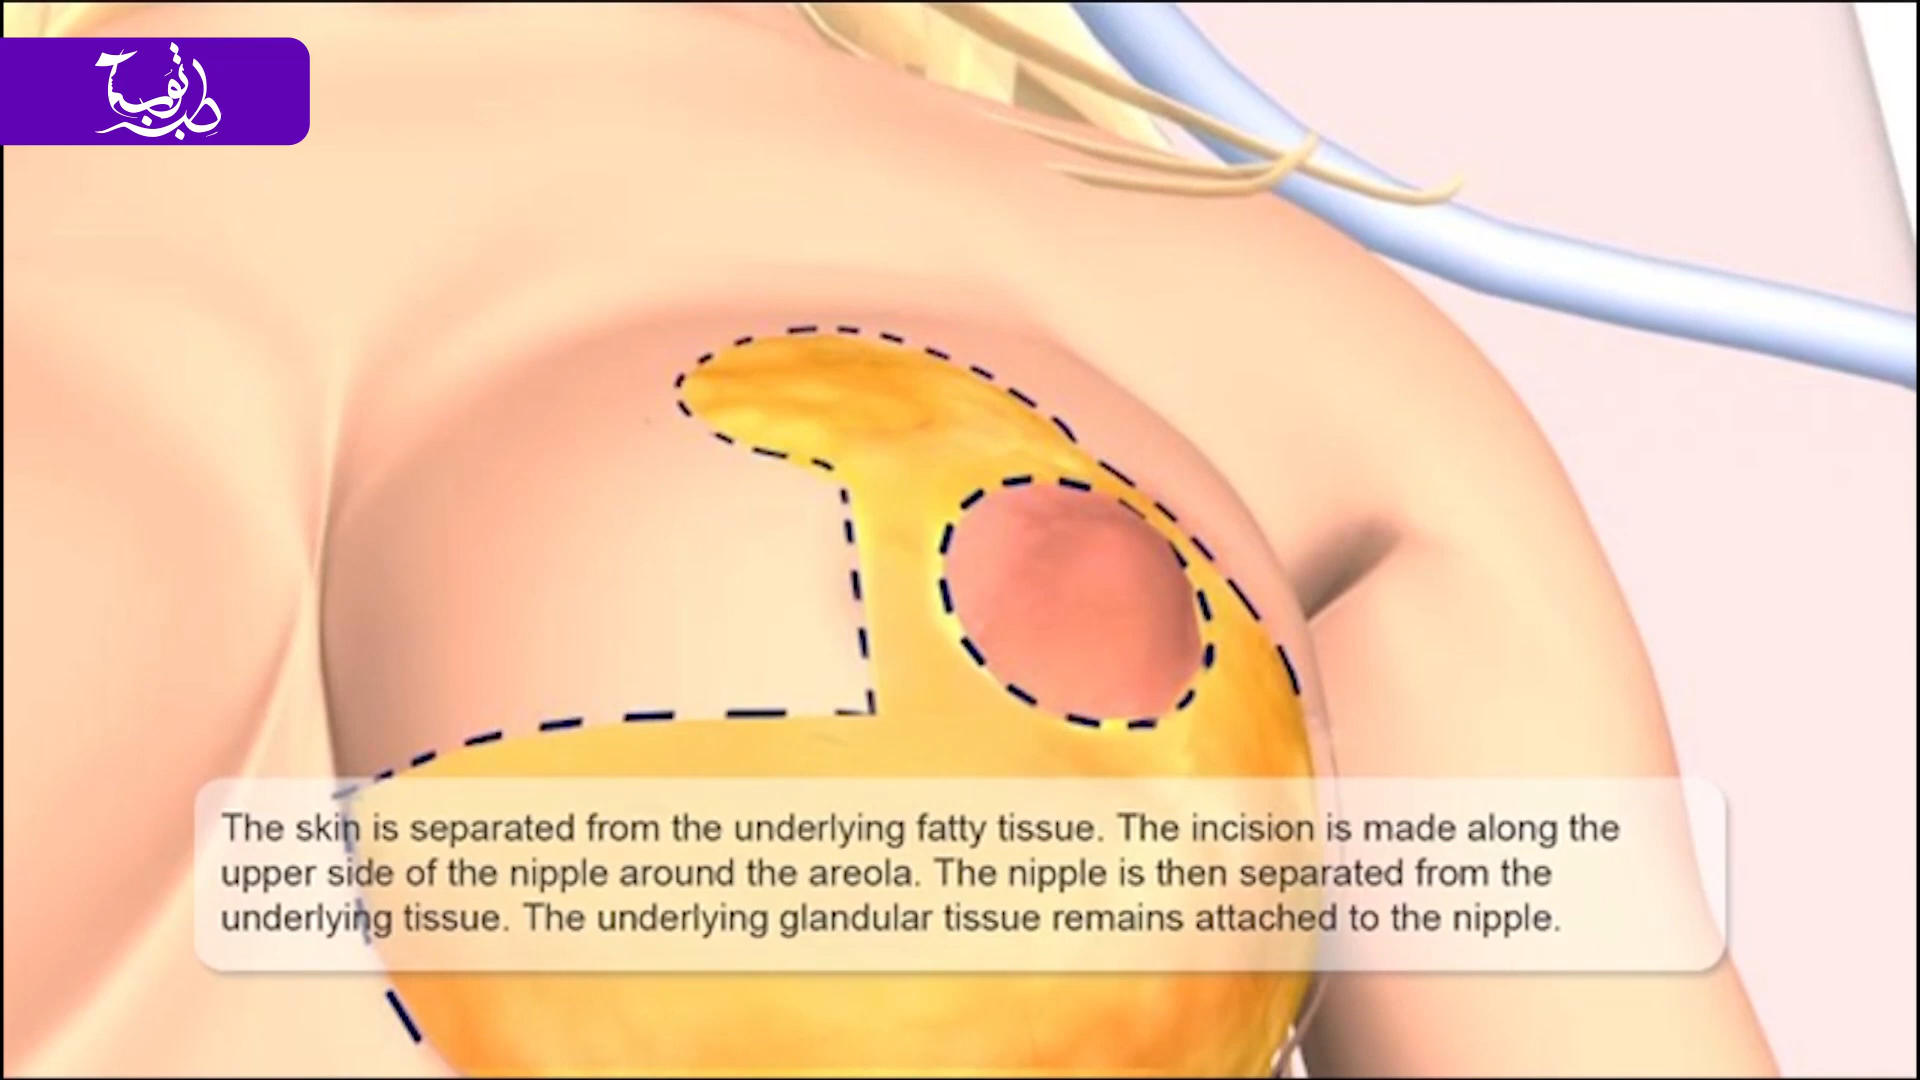 طب نقوسیا
The skin is separated from the underlying fatty tissue. The incision is made along the
upper side of the nipple around the areola. The nipple is then separated from the
underlying tissue. The underlying glandular tissue remains attached to the nipple.